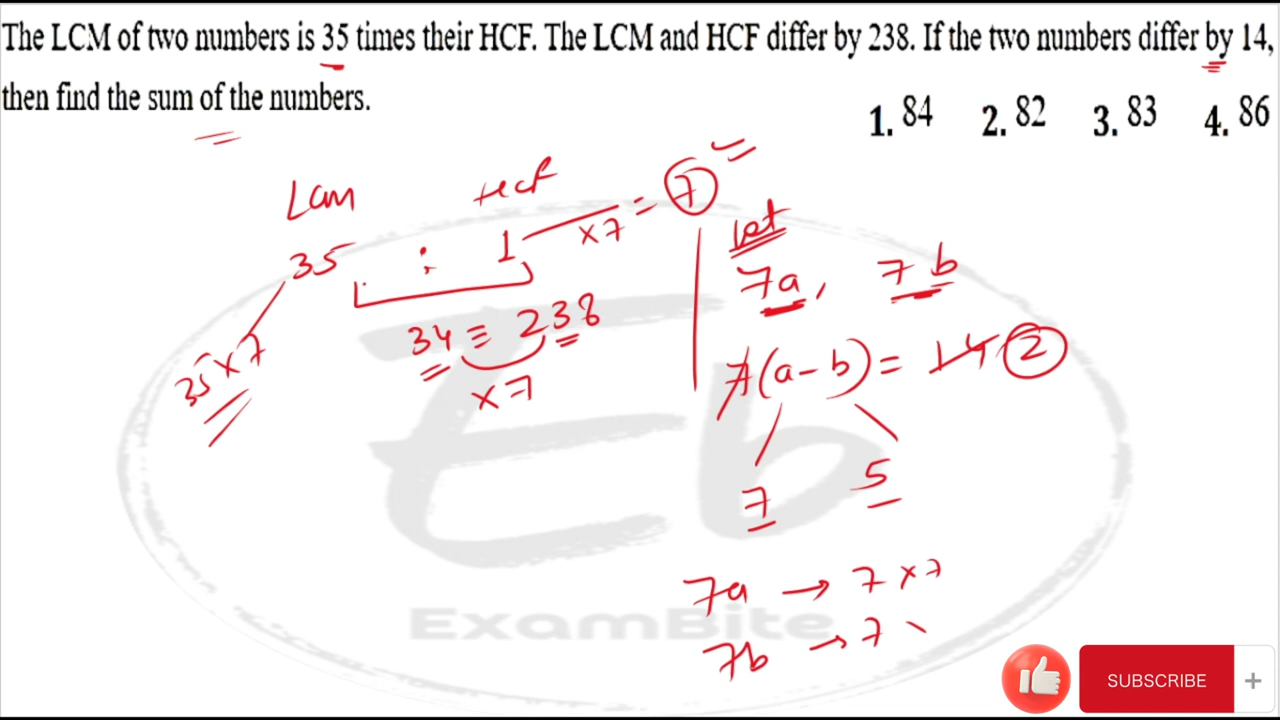 The LCM of two numbers is 35 times their HCF. The LCM and HCF differ by 238. If the two numbers differ by 14,
then find the sum of the numbers.
1. 84 2. 82 3. 83 4. 86
LCM HCF
35 : 1 ×7 = 7
34 = 238
×7
35×7
Let
7a, 7b
7(a-b) = 14 2
7 5
7a → 7×7
7b → 7
Eb
ExamBite
SUBSCRIBE +